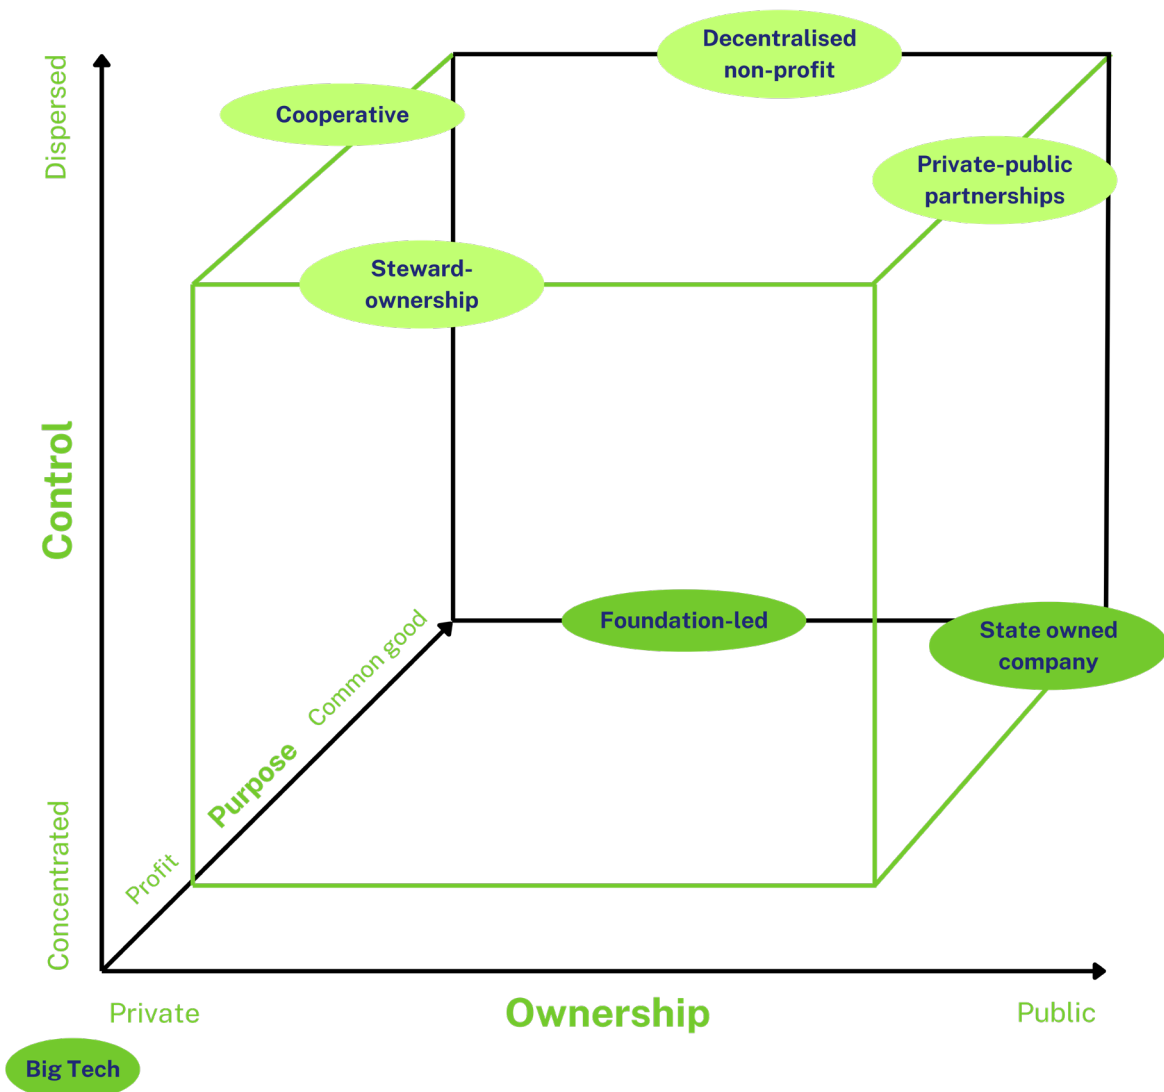 Decentralised
non-profit
Dispersed
Cooperative
Private-public
partnerships
Steward-
ownership
Control
Foundation-led
State owned
company
Common good
Purpose
Profit
Concentrated
Private
Ownership
Public
Big Tech